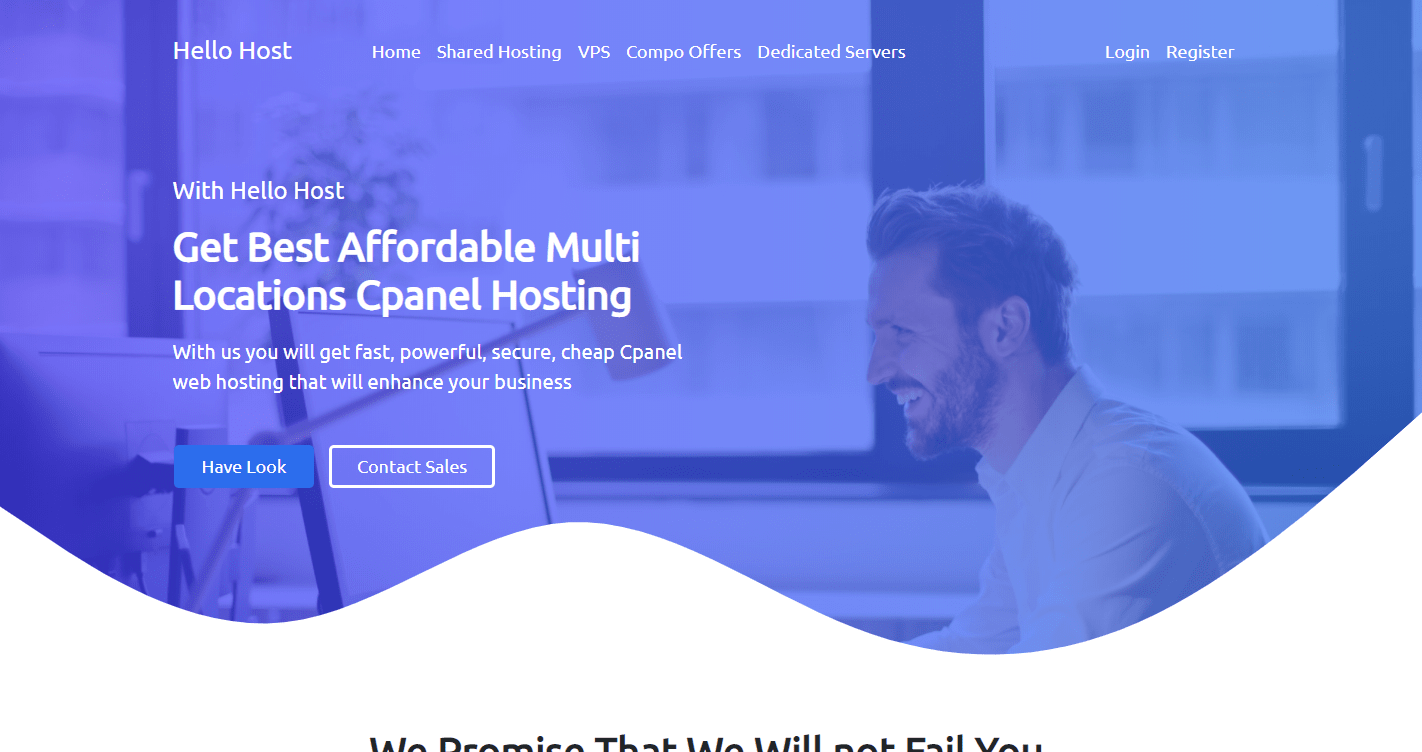 Hello Host
Home Shared Hosting VPS Compo Offers Dedicated Servers
Login Register
With Hello Host
Get Best Affordable Multi
Locations Cpanel Hosting
With us you will get fast, powerful, secure, cheap Cpanel
web hosting that will enhance your business
Have Look
Contact Sales
We Promise That We Will not Fail You